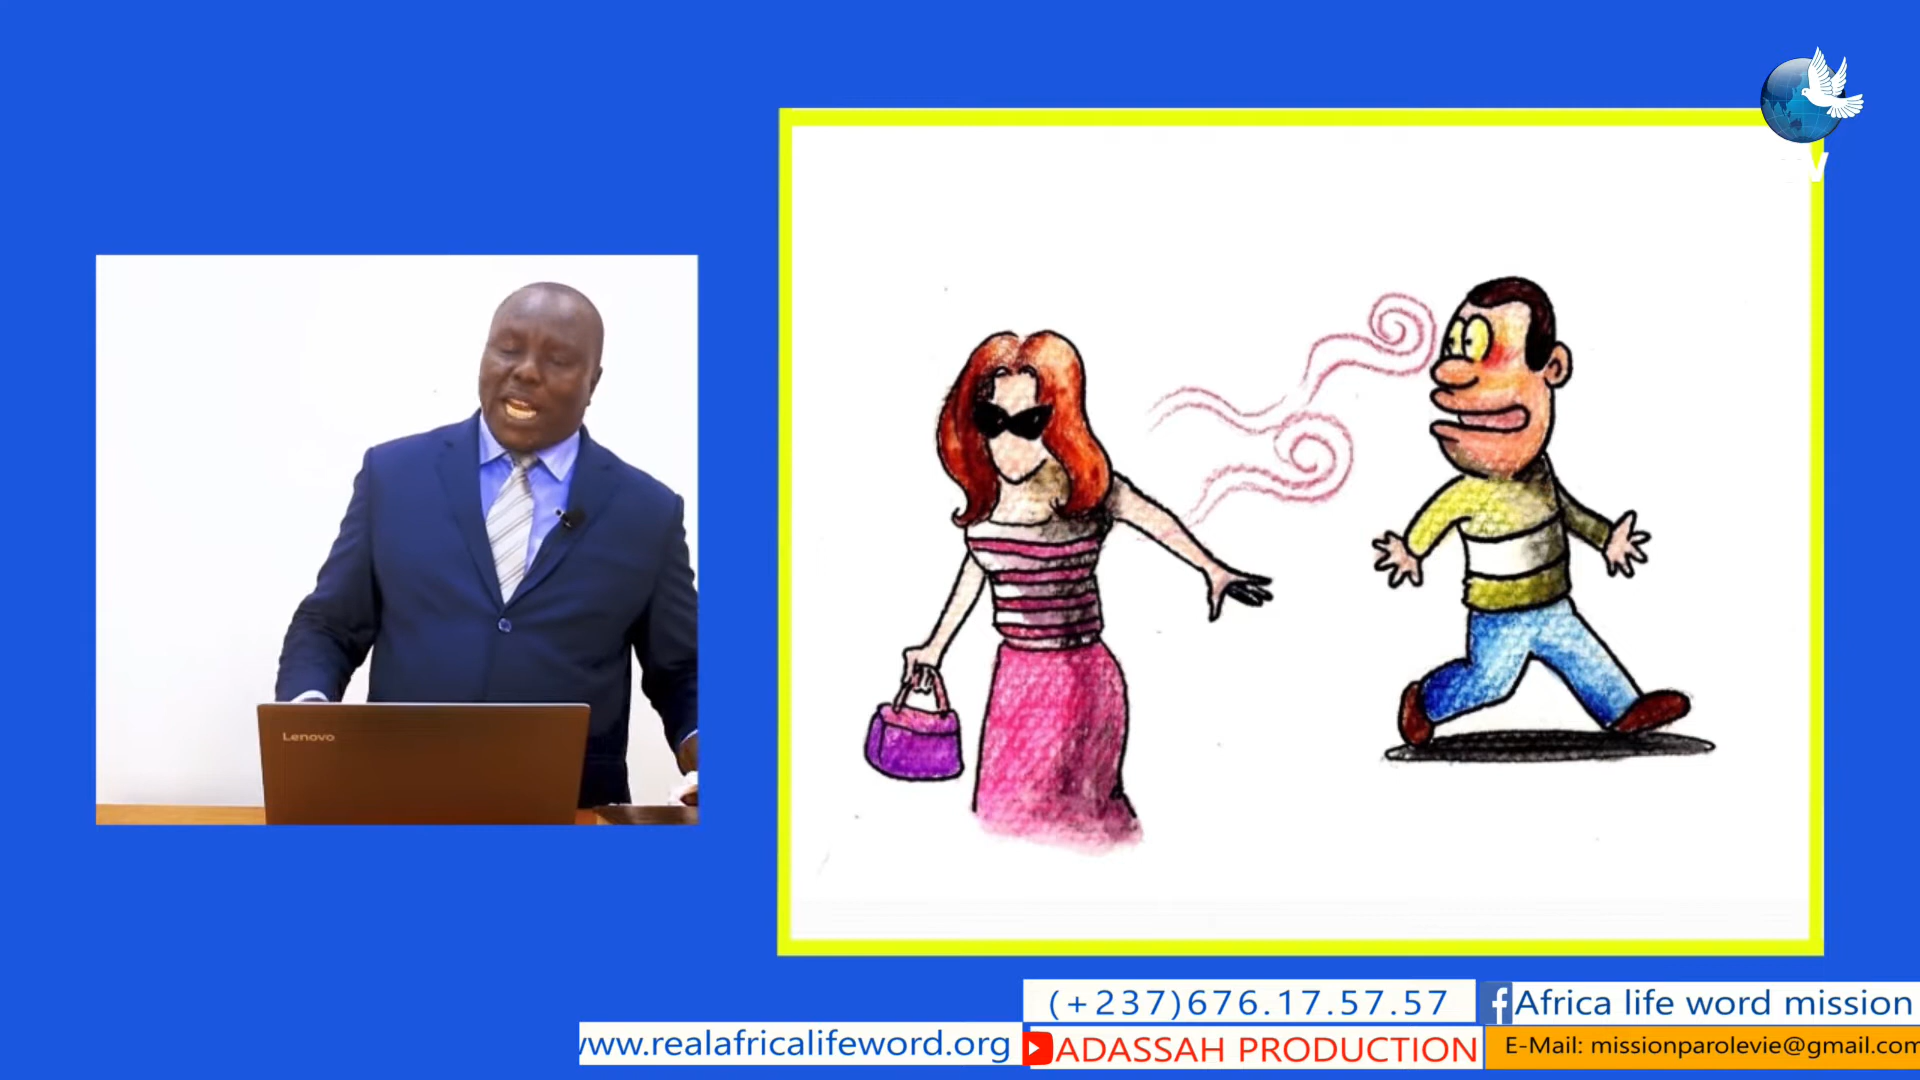 Lenovo
(+237)676.17.57.57
Africa life word mission
www.realafricalifeword.org
ADASSAH PRODUCTION
E-Mail: missionparolevie@gmail.com